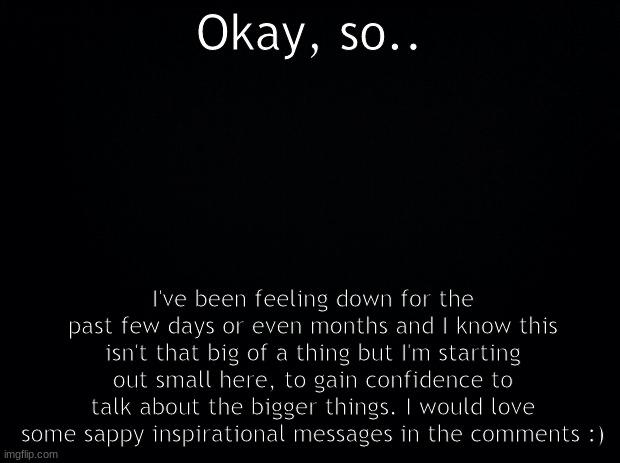 Okay, so..
I've been feeling down for the
past few days or even months and I know this
isn't that big of a thing but I'm starting
out small here, to gain confidence to
talk about the bigger things. I would love
some sappy inspirational messages in the comments :)
imgflip.com